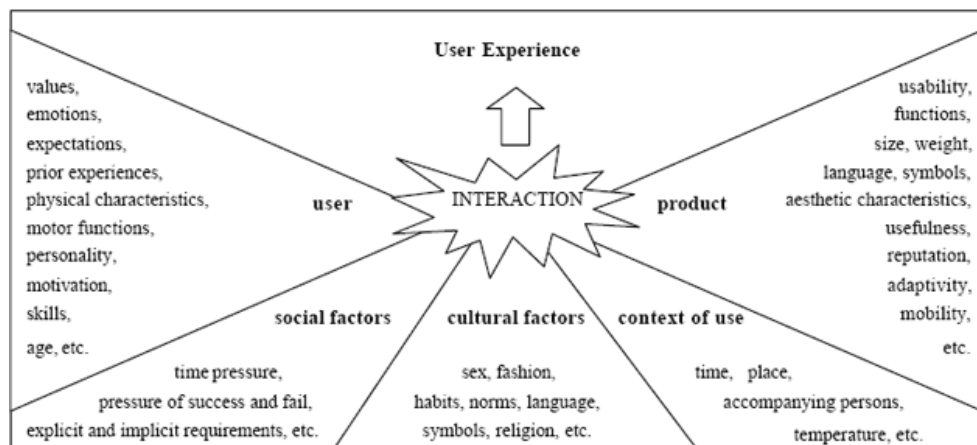 User Experience
values,
emotions,
expectations,
prior experiences,
physical characteristics,
motor functions,
personality,
motivation,
skills,
age, etc.
user
INTERACTION
product
usability,
functions,
size, weight,
language, symbols,
aesthetic characteristics,
usefulness,
reputation,
adaptivity,
mobility,
etc.
social factors
time pressure,
pressure of success and fail,
explicit and implicit requirements, etc.
cultural factors
sex, fashion,
habits, norms, language,
symbols, religion, etc.
context of use
time, place,
accompanying persons,
temperature, etc.